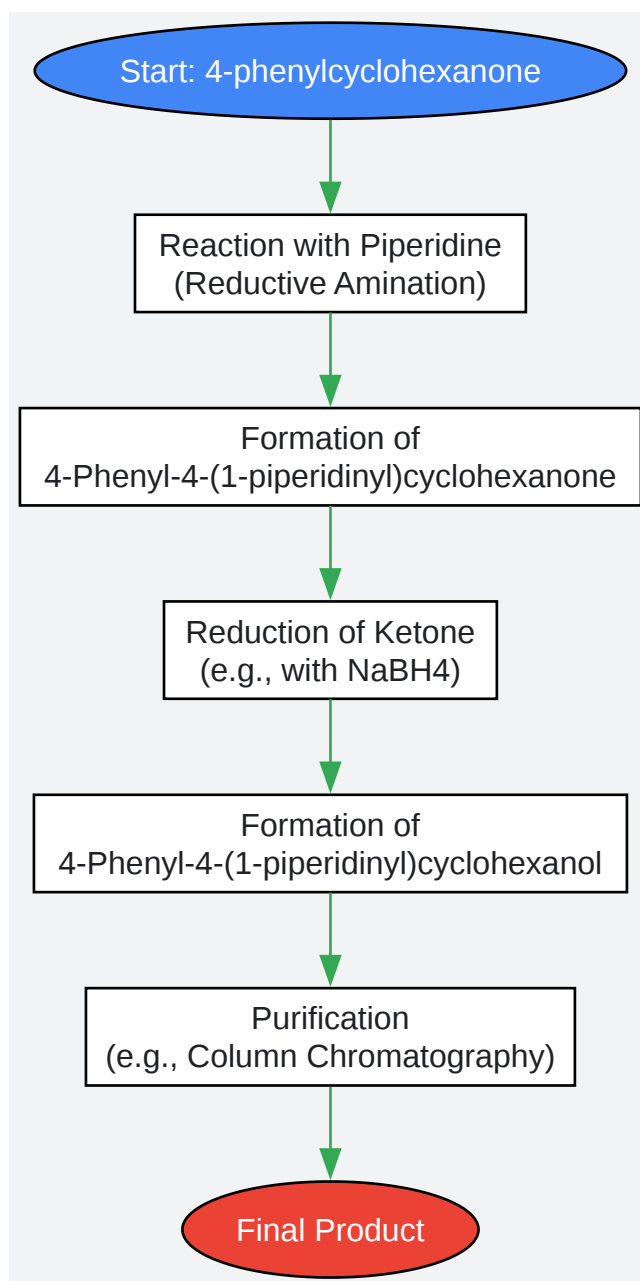 Start: 4-phenylcyclohexanone
Reaction with Piperidine
(Reductive Amination)
Formation of
4-Phenyl-4-(1-piperidinyl)cyclohexanone
Reduction of Ketone
(e.g., with NaBH4)
Formation of
4-Phenyl-4-(1-piperidinyl)cyclohexanol
Purification
(e.g., Column Chromatography)
Final Product